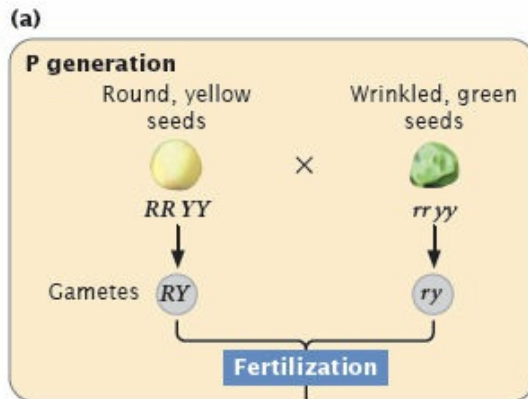 (a)
P generation
Round, yellow
seeds
Wrinkled, green
seeds
×
RR YY
rr yy
Gametes
RY
ry
Fertilization